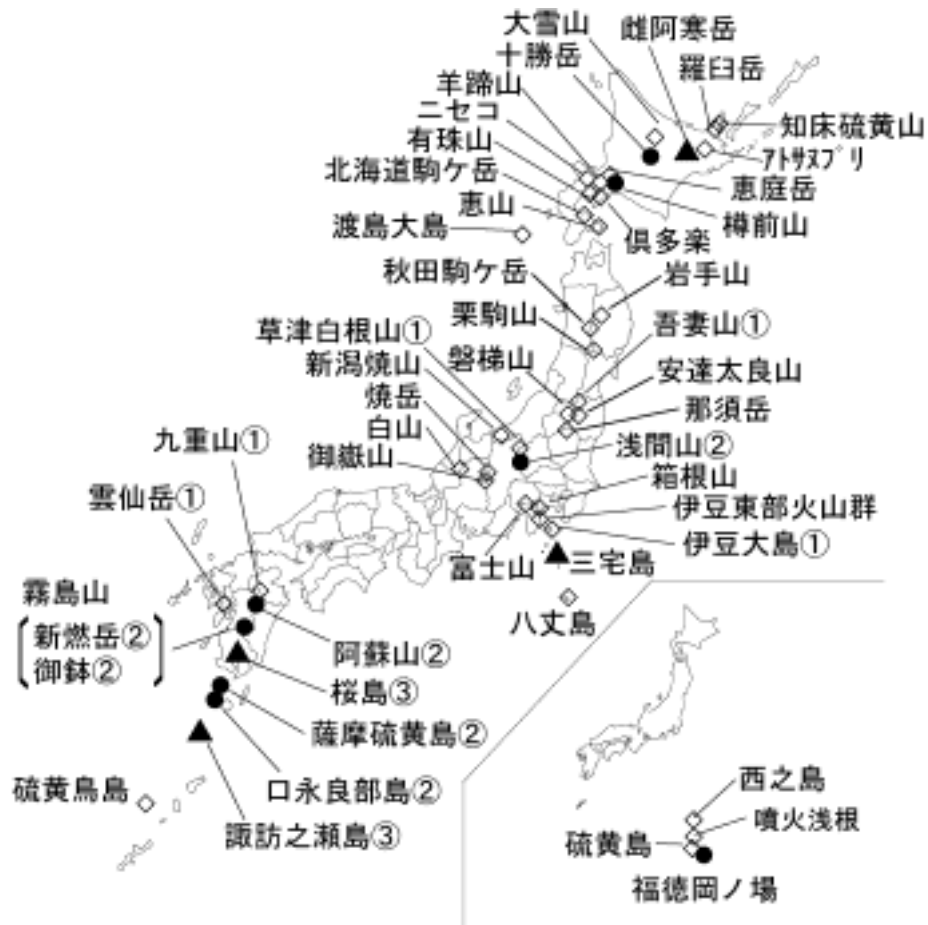 大雪山
雌阿寒岳
十勝岳
羅臼岳
羊蹄山
ニセコ
知床硫黄山
有珠山
ｱﾄｻﾇﾌﾟﾘ
北海道駒ケ岳
恵庭岳
恵山
樽前山
渡島大島
倶多楽
秋田駒ケ岳
岩手山
栗駒山
吾妻山①
草津白根山①
磐梯山
新潟焼山
安達太良山
焼岳
那須岳
白山
九重山①
浅間山②
御嶽山
箱根山
雲仙岳①
伊豆東部火山群
伊豆大島①
富士山
三宅島
霧島山
八丈島
新燃岳②
御鉢②
阿蘇山②
桜島③
薩摩硫黄島②
口永良部島②
硫黄鳥島
諏訪之瀬島③
西之島
噴火浅根
硫黄島
福徳岡ノ場